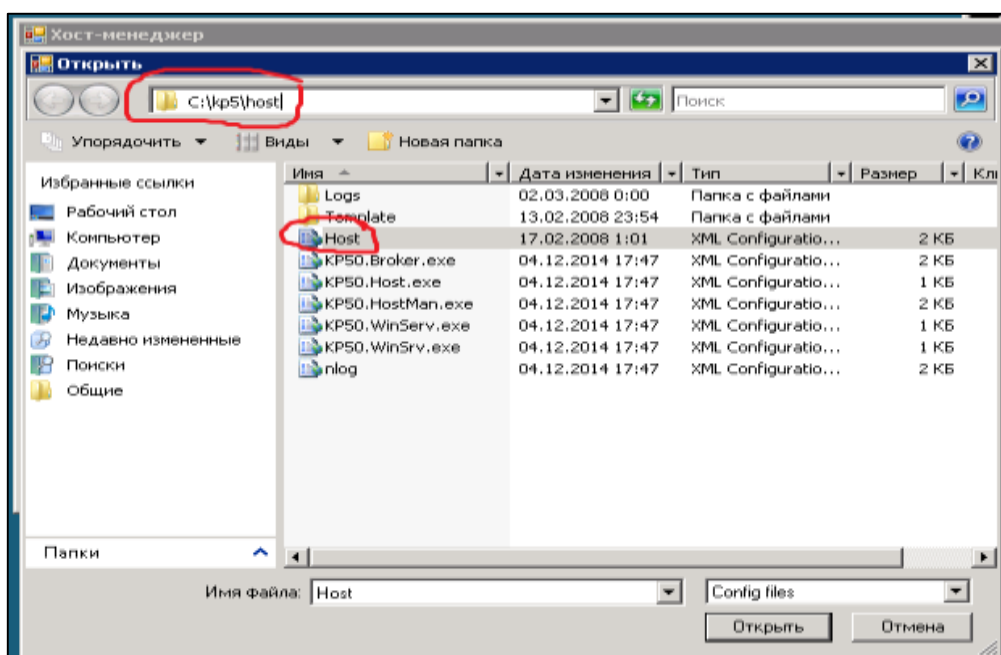 Хост-менеджер
Открыть
C:\kp5\host
Поиск
Упорядочить Виды Новая папка
Избранные ссылки
Рабочий стол
Компьютер
Документы
Изображения
Музыка
Недавно измененные
Поиски
Общие
Папки
Имя Дата изменения Тип Размер Клю
Logs 02.03.2008 0:00 Папка с файлами
Template 13.02.2008 23:54 Папка с файлами
Host 17.02.2008 1:01 XML Configuratio... 2 КБ
KP50.Broker.exe 04.12.2014 17:47 XML Configuratio... 2 КБ
KP50.Host.exe 04.12.2014 17:47 XML Configuratio... 1 КБ
KP50.HostMan.exe 04.12.2014 17:47 XML Configuratio... 2 КБ
KP50.WinServ.exe 04.12.2014 17:47 XML Configuratio... 1 КБ
KP50.WinSrv.exe 04.12.2014 17:47 XML Configuratio... 1 КБ
nlog 04.12.2014 17:47 XML Configuratio... 2 КБ
Имя файла: Host Config files
Открыть Отмена